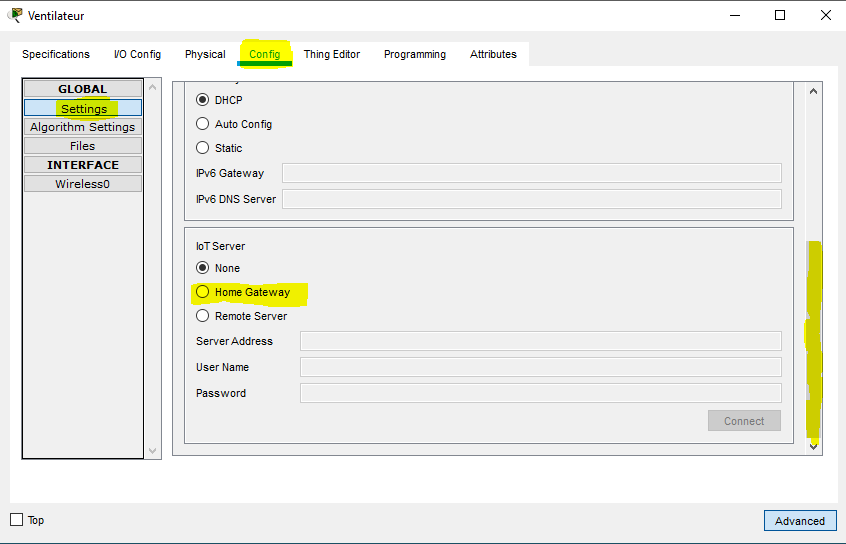 Ventilateur
Specifications I/O Config Physical Config Thing Editor Programming Attributes
GLOBAL
Settings
Algorithm Settings
Files
INTERFACE
Wireless0
DHCP
Auto Config
Static
IPv6 Gateway
IPv6 DNS Server
IoT Server
None
Home Gateway
Remote Server
Server Address
User Name
Password
Connect
Top
Advanced